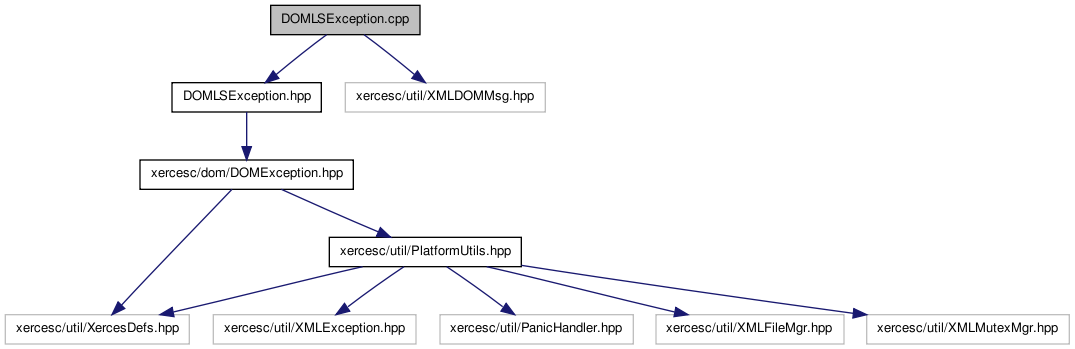 DOMLSException.cpp
DOMLSException.hpp
xercesc/util/XMLDOMMsg.hpp
xercesc/dom/DOMException.hpp
xercesc/util/PlatformUtils.hpp
xercesc/util/XercesDefs.hpp
xercesc/util/XMLException.hpp
xercesc/util/PanicHandler.hpp
xercesc/util/XMLFileMgr.hpp
xercesc/util/XMLMutexMgr.hpp